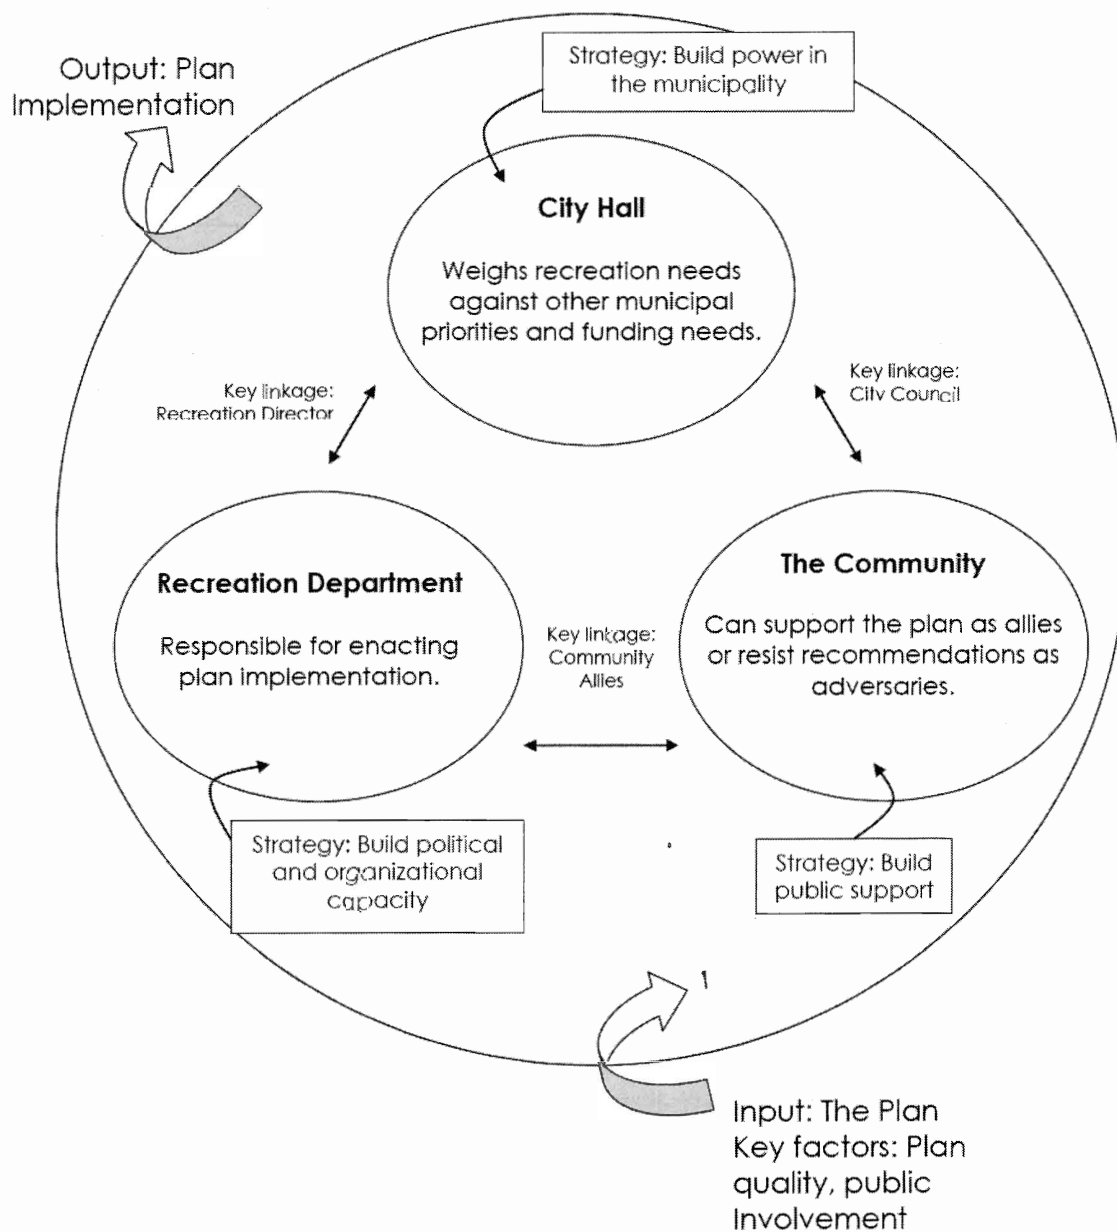 Output: Plan
Implementation
Strategy: Build power in
the municipality
City Hall
Weighs recreation needs
against other municipal
priorities and funding needs.
Key linkage:
Recreation Director
Key linkage:
City Council
Recreation Department
Responsible for enacting
plan implementation.
Key linkage:
Community
Allies
The Community
Can support the plan as allies
or resist recommendations as
adversaries.
Strategy: Build political
and organizational
capacity
Strategy: Build
public support
Input: The Plan
Key factors: Plan
quality, public
Involvement